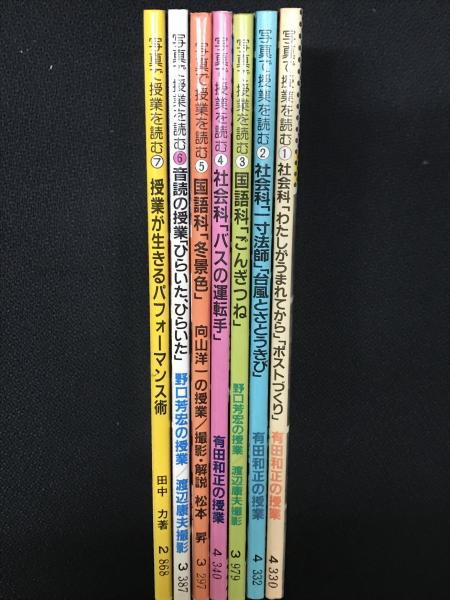 写真で授業を読む① 社会科「わたしがうまれてから」「ポストづくり」 有田和正の授業 4 330
写真で授業を読む② 社会科「一寸法師」「台風とさとうきび」 有田和正の授業 4 332
写真で授業を読む③ 国語科「ごんぎつね」 野口芳宏の授業 渡辺康夫撮影 3 979
写真で授業を読む④ 社会科「バスの運転手」 有田和正の授業 4 340
写真で授業を読む⑤ 国語科「冬景色」 向山洋一の授業/撮影・解説 松本 昇 3 297
写真で授業を読む⑥ 音読の授業「ひらいた、ひらいた」 野口芳宏の授業/渡辺康夫撮影 3 387
写真で授業を読む⑦ 授業が生きるパフォーマンス術 田中 力著 2 868